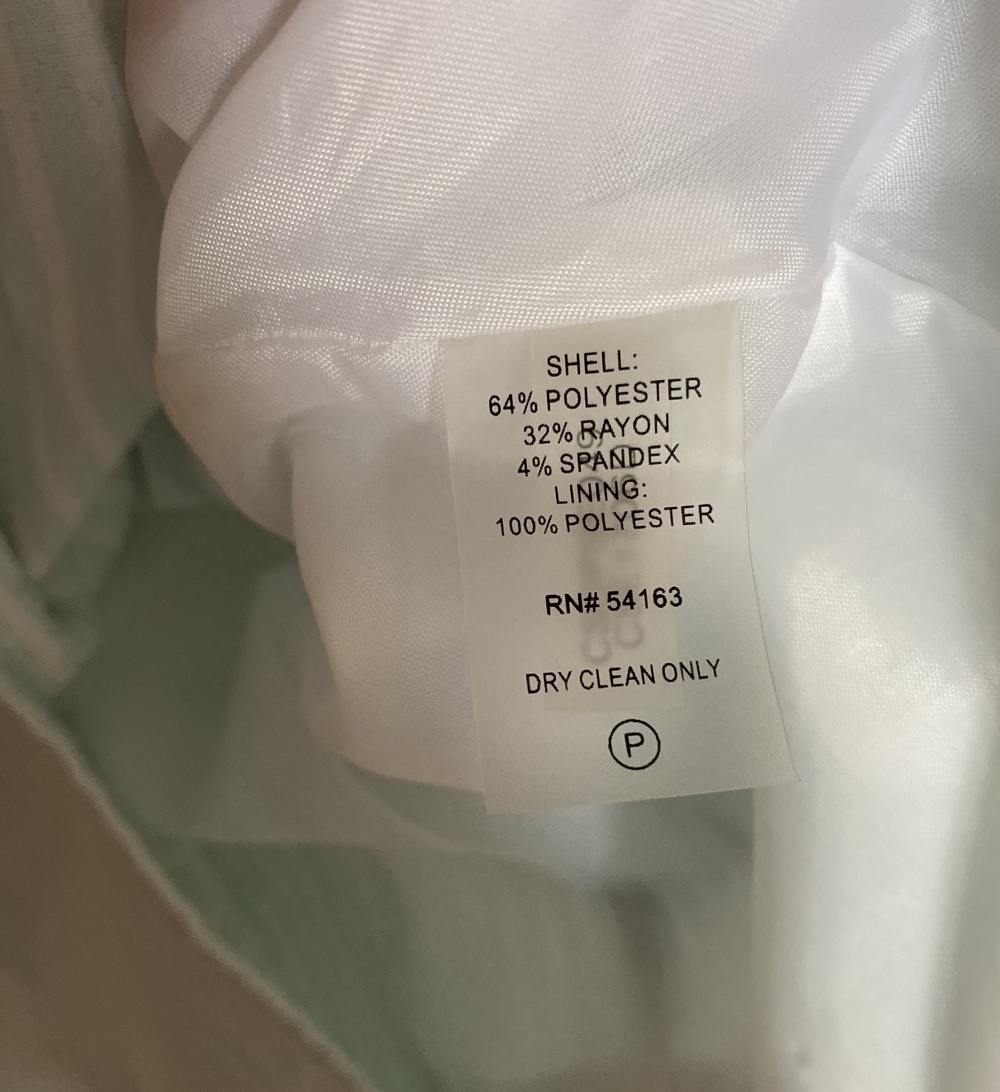 SHELL:
64% POLYESTER
32% RAYON
4% SPANDEX
LINING:
100% POLYESTER
RN# 54163
DRY CLEAN ONLY
P